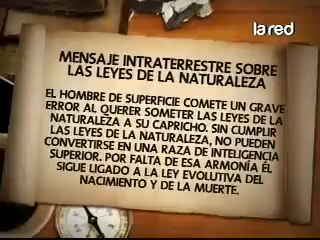 la red
MENSAJE INTRATERRESTRE SOBRE
LAS LEYES DE LA NATURALEZA
EL HOMBRE DE SUPERFICIE COMETE UN GRAVE
ERROR AL QUERER SOMETER LAS LEYES DE LA
NATURALEZA A SU CAPRICHO. SIN CUMPLIR
LAS LEYES DE LA NATURALEZA, NO PUEDEN
CONVERTIRSE EN UNA RAZA DE INTELIGENCIA
SUPERIOR. POR FALTA DE ESA ARMONÍA ÉL
SIGUE LIGADO A LA LEY EVOLUTIVA DEL
NACIMIENTO Y DE LA MUERTE.